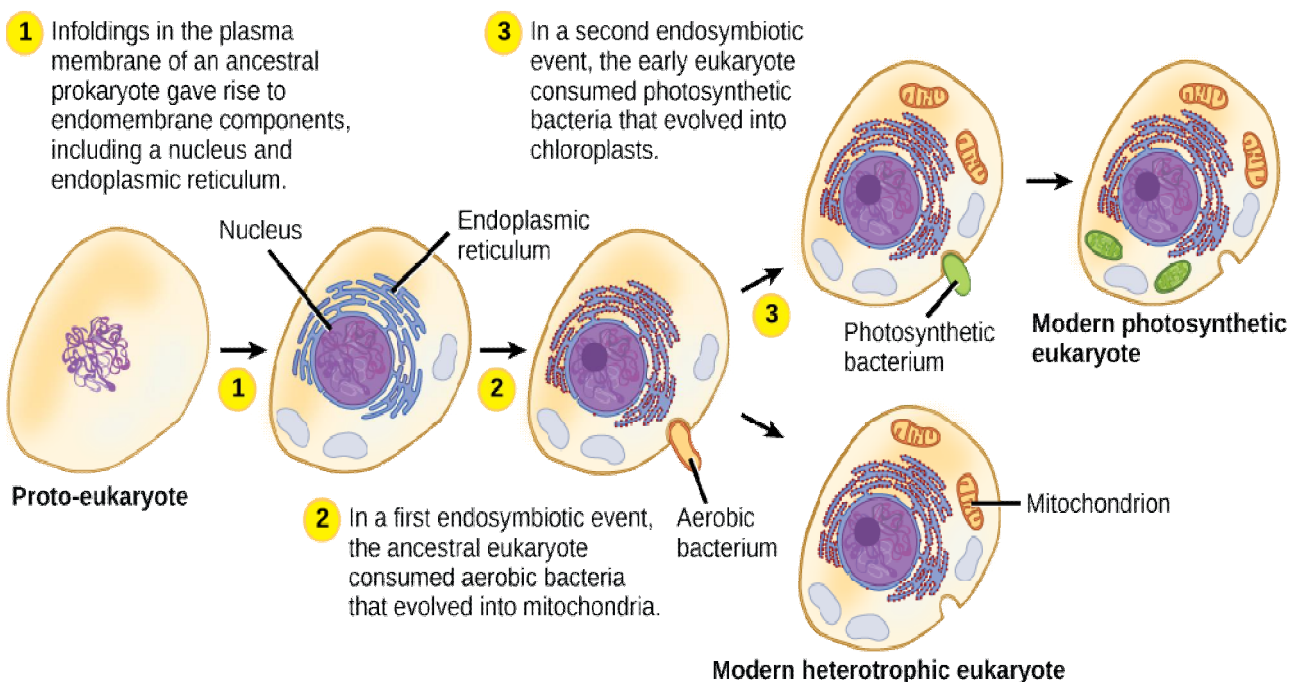 1 Infoldings in the plasma
membrane of an ancestral
prokaryote gave rise to
endomembrane components,
including a nucleus and
endoplasmic reticulum.
3 In a second endosymbiotic
event, the early eukaryote
consumed photosynthetic
bacteria that evolved into
chloroplasts.
Nucleus
Endoplasmic
reticulum
1
2
3
Photosynthetic
bacterium
Modern photosynthetic
eukaryote
Proto-eukaryote
2 In a first endosymbiotic event,
the ancestral eukaryote
consumed aerobic bacteria
that evolved into mitochondria.
Aerobic
bacterium
Mitochondrion
Modern heterotrophic eukaryote